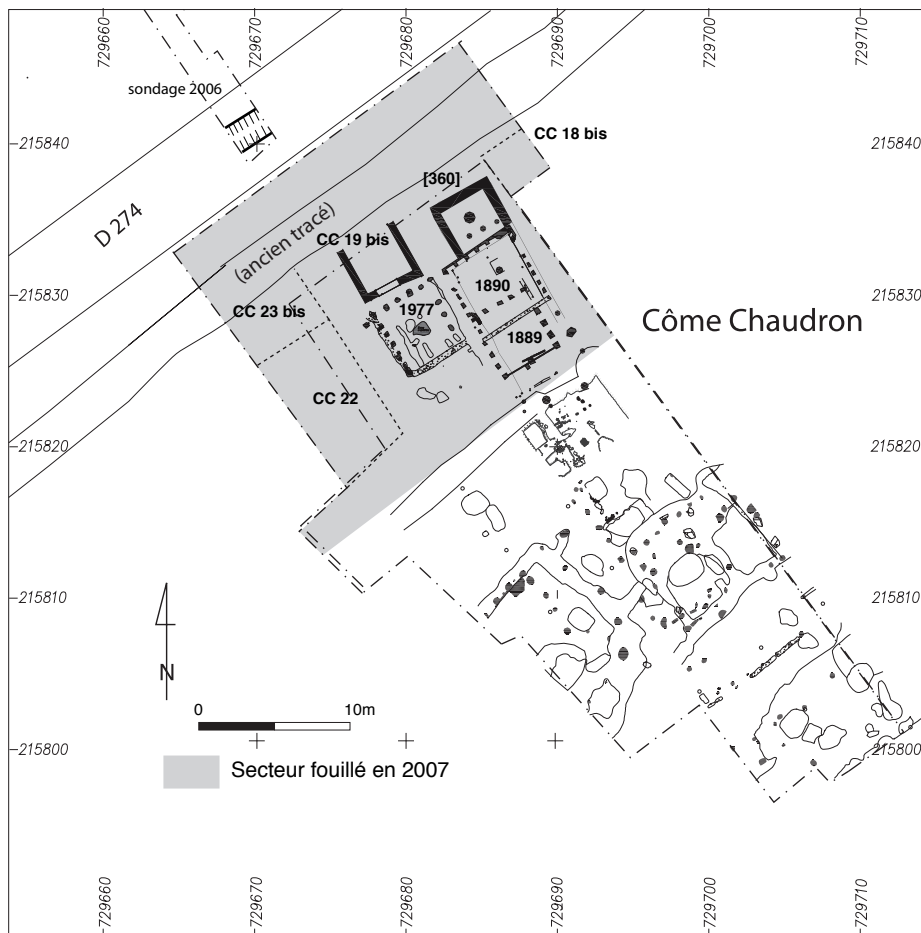 729660
729670
729680
729690
729700
729710
sondage 2006
215840
215840
CC 18 bis
[360]
D 274
(ancien tracé)
CC 19 bis
1890
215830
215830
CC 23 bis
1977
Côme Chaudron
1889
CC 22
215820
215820
215810
215810
N
0
10m
215800
215800
Secteur fouillé en 2007
729660
729670
729680
729690
729700
729710